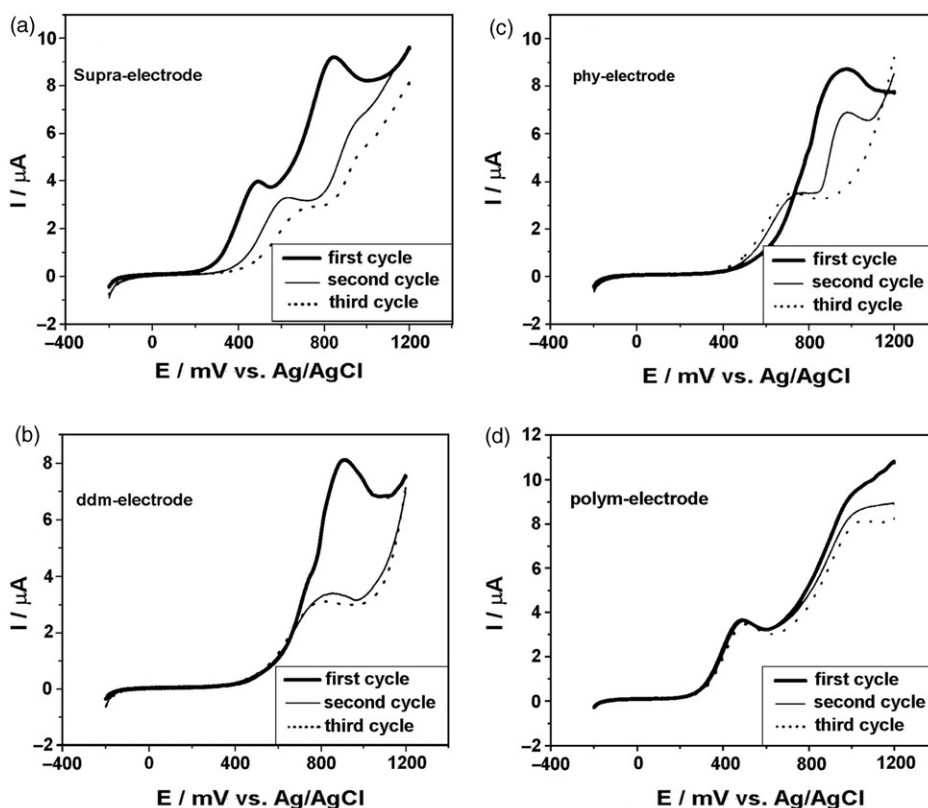 (a)
10
8
6
4
2
0
−2
I / µA
Supra-electrode
first cycle
second cycle
third cycle
−400 0 400 800 1200
E / mV vs. Ag/AgCl
(c)
10
8
6
4
2
0
−2
I / µA
phy-electrode
first cycle
second cycle
third cycle
−400 0 400 800 1200
E / mV vs. Ag/AgCl
(b)
8
6
4
2
0
I / µA
ddm-electrode
first cycle
second cycle
third cycle
−400 0 400 800 1200
E / mV vs. Ag/AgCl
(d)
12
10
8
6
4
2
0
−2
I / µA
polym-electrode
first cycle
second cycle
third cycle
−400 0 400 800 1200
E / mV vs. Ag/AgCl